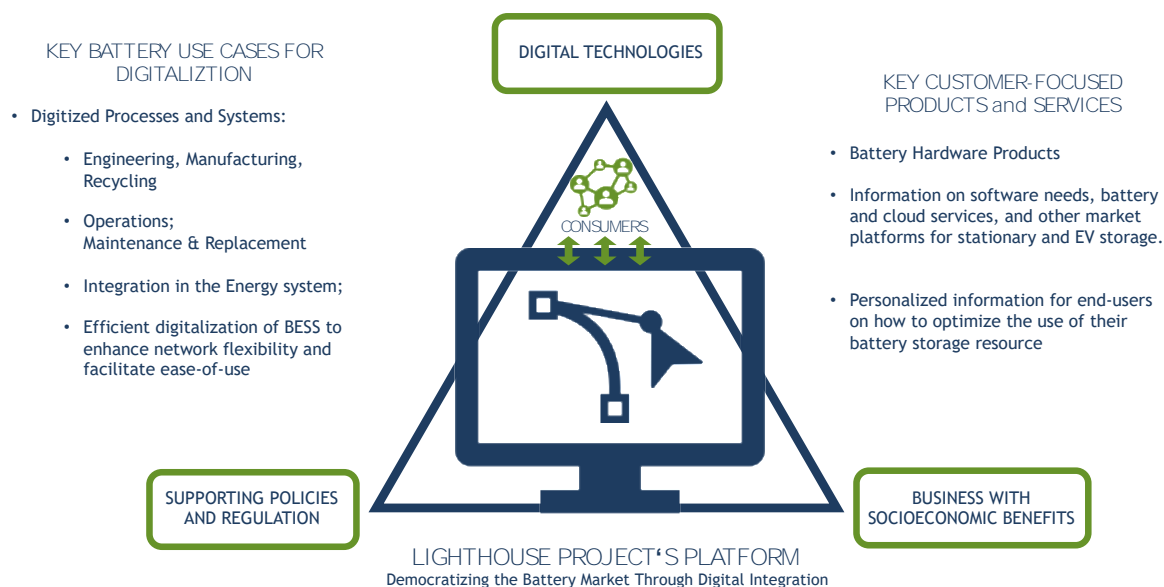 DIGITAL TECHNOLOGIES
KEY BATTERY USE CASES FOR
DIGITALIZTION
• Digitized Processes and Systems:
• Engineering, Manufacturing,
Recycling
• Operations;
Maintenance & Replacement
• Integration in the Energy system;
• Efficient digitalization of BESS to
enhance network flexibility and
facilitate ease-of-use
CONSUMERS
KEY CUSTOMER-FOCUSED
PRODUCTS and SERVICES
• Battery Hardware Products
• Information on software needs, battery
and cloud services, and other market
platforms for stationary and EV storage.
• Personalized information for end-users
on how to optimize the use of their
battery storage resource
SUPPORTING POLICIES
AND REGULATION
BUSINESS WITH
SOCIOECONOMIC BENEFITS
LIGHTHOUSE PROJECT‘S PLATFORM
Democratizing the Battery Market Through Digital Integration